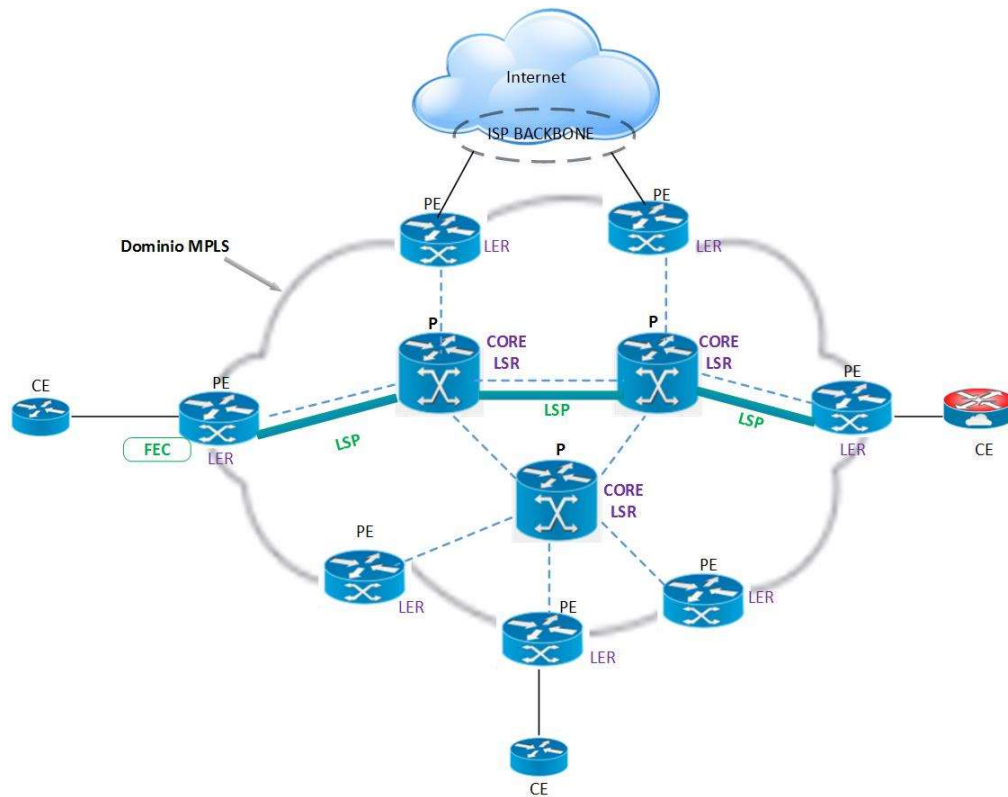 Internet
ISP BACKBONE
PE
PE
LER
LER
Dominio MPLS
P
P
CORE
LSR
CORE
LSR
CE
PE
PE
LSP
LSP
LSP
FEC
LER
LER
CE
P
CORE
LSR
PE
PE
LER
LER
PE
LER
CE